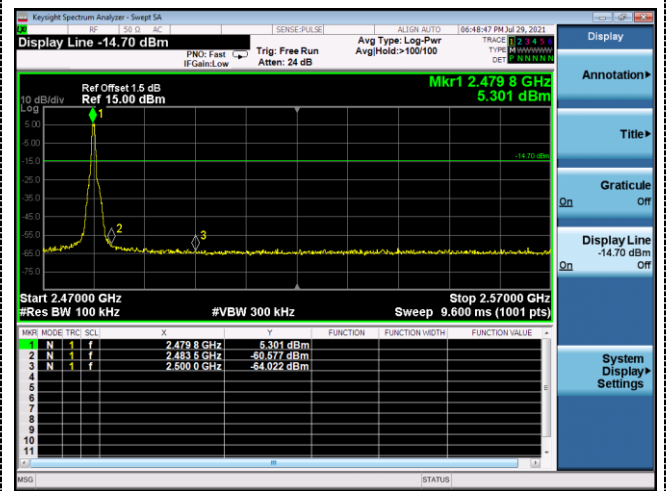 Keysight Spectrum Analyzer - Swept SA
RF 50 Ω AC SENSE:PULSE ALIGN AUTO 06:48:47 PM Jul 29, 2021
Display Line -14.70 dBm
PNO: Fast
IFGain:Low
Trig: Free Run
Atten: 24 dB
Avg Type: Log-Pwr
Avg|Hold:>100/100
TRACE 1 2 3 4 5 6
TYPE M WWWWW
DET P N N N N N
Display
Annotation
Title
Graticule
On Off
Display Line
-14.70 dBm
On Off
System
Display
Settings
Mkr1 2.479 8 GHz
5.301 dBm
Ref Offset 1.5 dB
10 dB/div Ref 15.00 dBm
Log
1
5.00
-5.00
-15.0
-14.70 dBm
-25.0
-35.0
-45.0
-55.0
2
3
-65.0
-75.0
Start 2.47000 GHz Stop 2.57000 GHz
#Res BW 100 kHz #VBW 300 kHz Sweep 9.600 ms (1001 pts)
MKR MODE TRC SCL X Y FUNCTION FUNCTION WIDTH FUNCTION VALUE
1 N 1 f 2.479 8 GHz 5.301 dBm
2 N 1 f 2.483 5 GHz -60.577 dBm
3 N 1 f 2.500 0 GHz -64.022 dBm
4
5
6
7
8
9
10
11
MSG STATUS